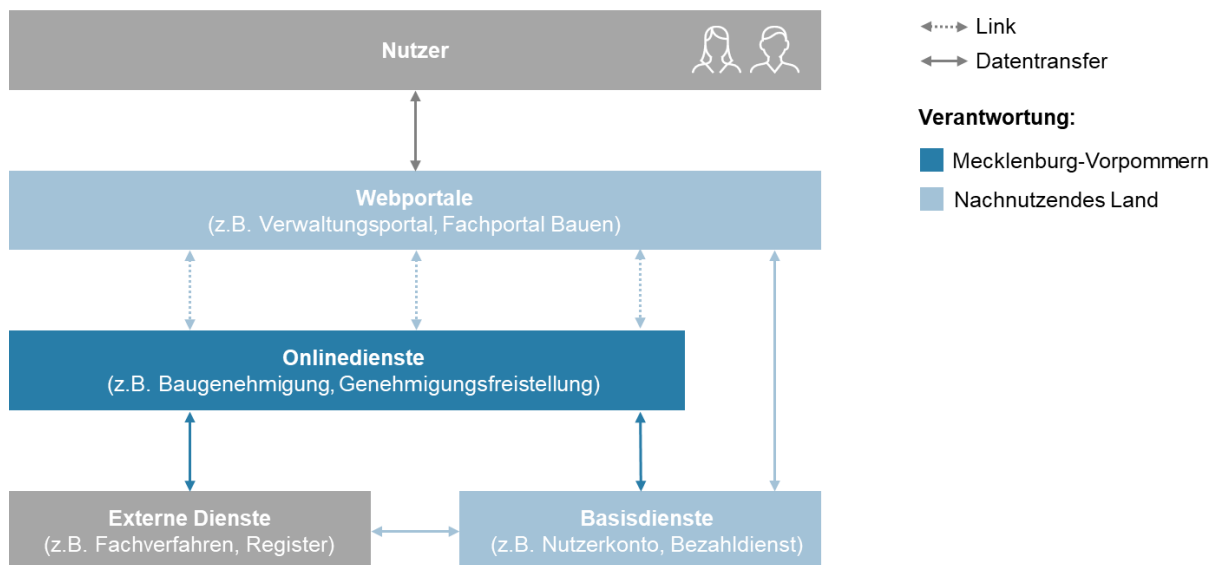 Nutzer
Link
Datentransfer
Verantwortung:
Mecklenburg-Vorpommern
Nachnutzendes Land
Webportale
(z.B. Verwaltungsportal, Fachportal Bauen)
Onlinedienste
(z.B. Baugenehmigung, Genehmigungsfreistellung)
Externe Dienste
(z.B. Fachverfahren, Register)
Basisdienste
(z.B. Nutzerkonto, Bezahldienst)